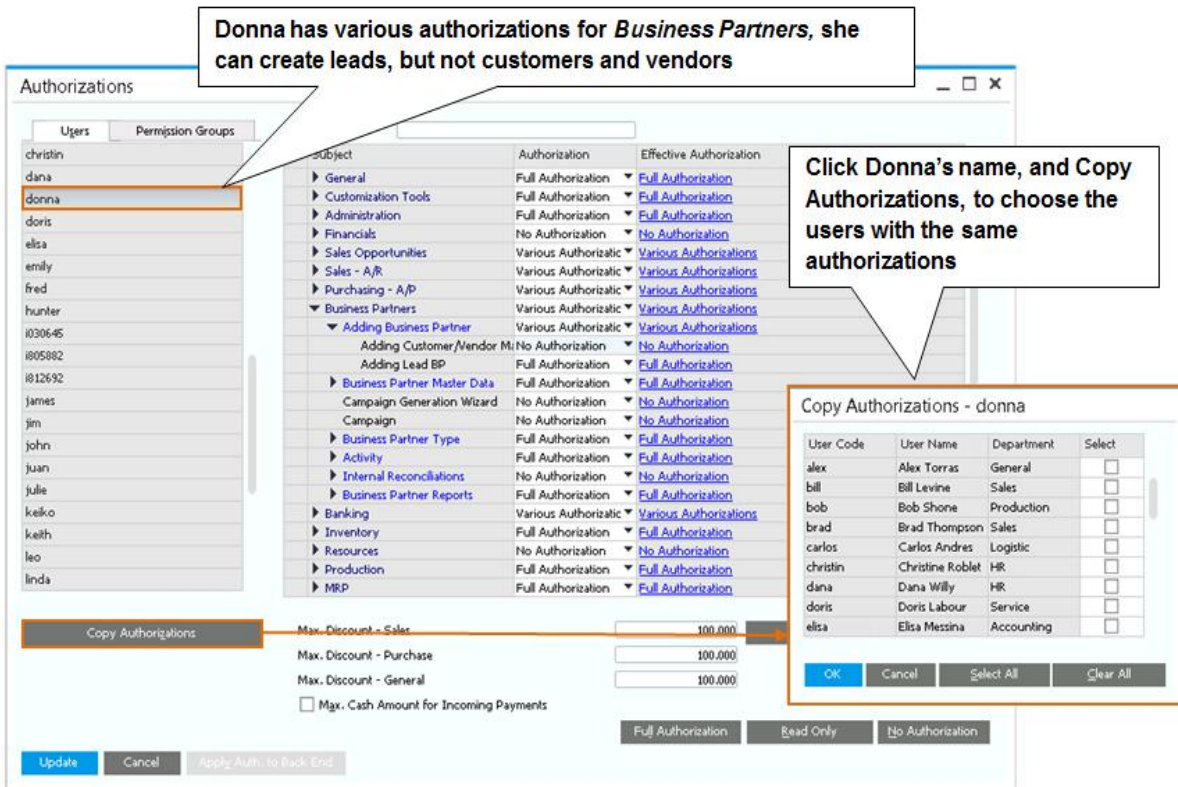 Donna has various authorizations for Business Partners, she
can create leads, but not customers and vendors
Authorizations
Users Permission Groups
christin
dana
donna
doris
elisa
emily
fred
hunter
i030645
i805882
i812692
james
jim
john
juan
julie
keiko
keith
leo
linda
Subject Authorization Effective Authorization
General Full Authorization Full Authorization
Customization Tools Full Authorization Full Authorization
Administration Full Authorization Full Authorization
Financials No Authorization No Authorization
Sales Opportunities Various Authorizatic Various Authorizations
Sales - A/R Various Authorizatic Various Authorizations
Purchasing - A/P Various Authorizatic Various Authorizations
Business Partners Various Authorizatic Various Authorizations
Adding Business Partner Various Authorizatic Various Authorizations
Adding Customer/Vendor M: No Authorization No Authorization
Adding Lead BP Full Authorization Full Authorization
Business Partner Master Data Full Authorization Full Authorization
Campaign Generation Wizard No Authorization No Authorization
Campaign No Authorization No Authorization
Business Partner Type Full Authorization Full Authorization
Activity Full Authorization Full Authorization
Internal Reconciliations No Authorization No Authorization
Business Partner Reports Full Authorization Full Authorization
Banking Various Authorizatic Various Authorizations
Inventory Full Authorization Full Authorization
Resources No Authorization No Authorization
Production Full Authorization Full Authorization
MRP Full Authorization Full Authorization
Click Donna's name, and Copy
Authorizations, to choose the
users with the same
authorizations
Copy Authorizations - donna
User Code User Name Department Select
alex Alex Torras General
bill Bill Levine Sales
bob Bob Shone Production
brad Brad Thompson Sales
carlos Carlos Andres Logistic
christin Christine Roblet HR
dana Dana Willy HR
doris Doris Labour Service
elisa Elisa Messina Accounting
OK Cancel Select All Clear All
Copy Authorizations
Max. Discount - Sales 100.000
Max. Discount - Purchase 100.000
Max. Discount - General 100.000
Max. Cash Amount for Incoming Payments
Full Authorization Read Only No Authorization
Update Cancel Apply Auth. to Back End